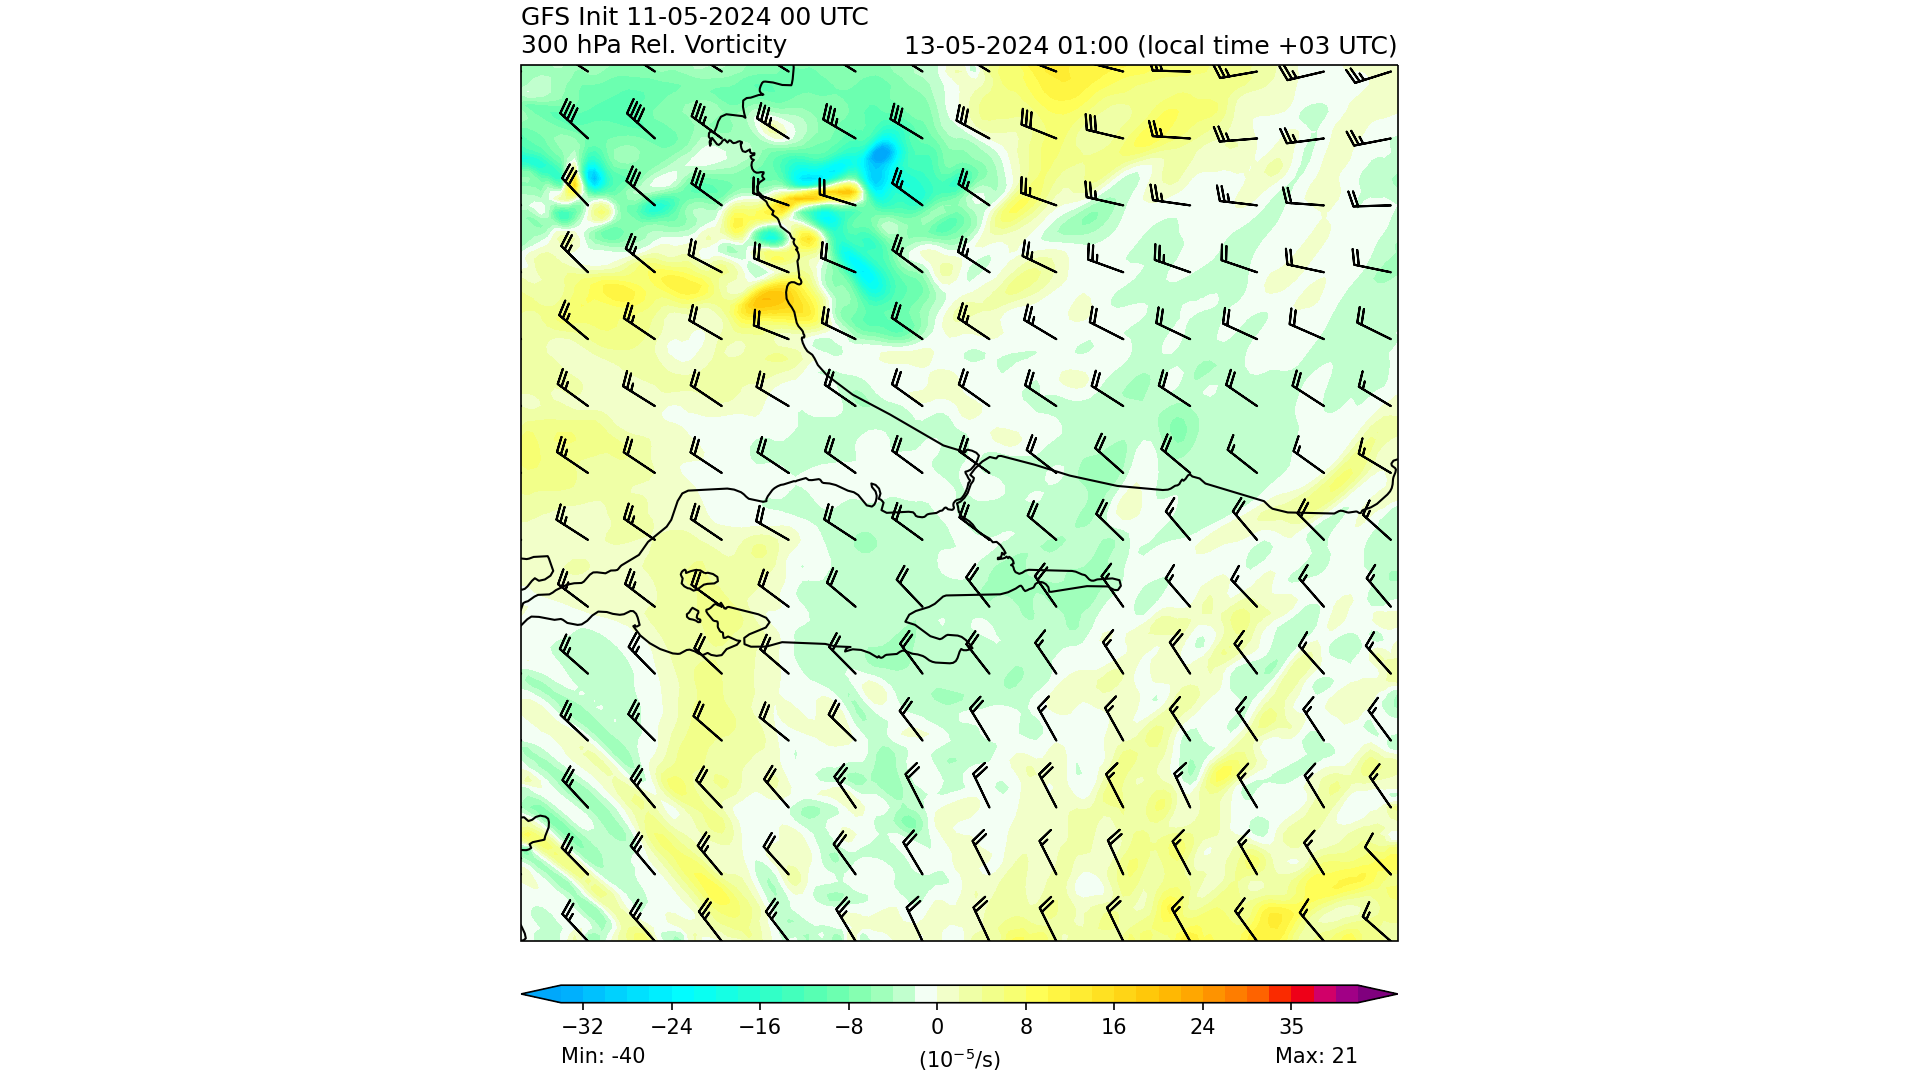 GFS Init 11-05-2024 00 UTC
300 hPa Rel. Vorticity
13-05-2024 01:00 (local time +03 UTC)
−32 −24 −16 −8 0 8 16 24 35
Min: -40 (10⁻⁵/s) Max: 21